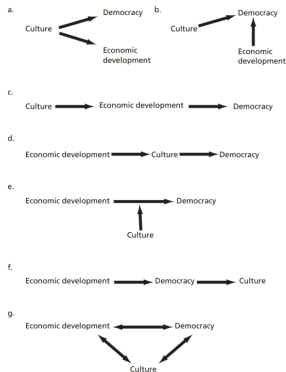 a.
Democracy
Culture
Economic
development
b.
Democracy
Culture
Economic
development
c.
Culture Economic development Democracy
d.
Economic development Culture Democracy
e.
Economic development Democracy
Culture
f.
Economic development Democracy Culture
g.
Economic development Democracy
Culture